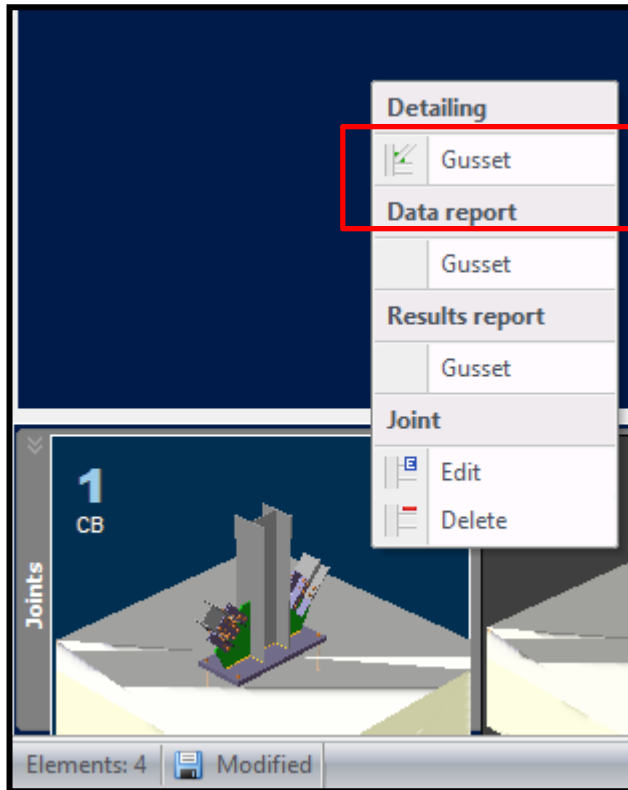 Detailing
Gusset
Data report
Gusset
Results report
Gusset
Joint
E Edit
Delete
1
CB
Joints
Elements: 4 Modified